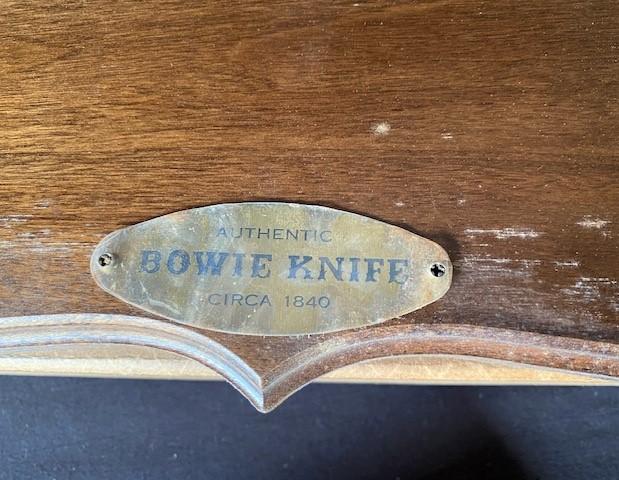 AUTHENTIC
BOWIE KNIFE
CIRCA 1840